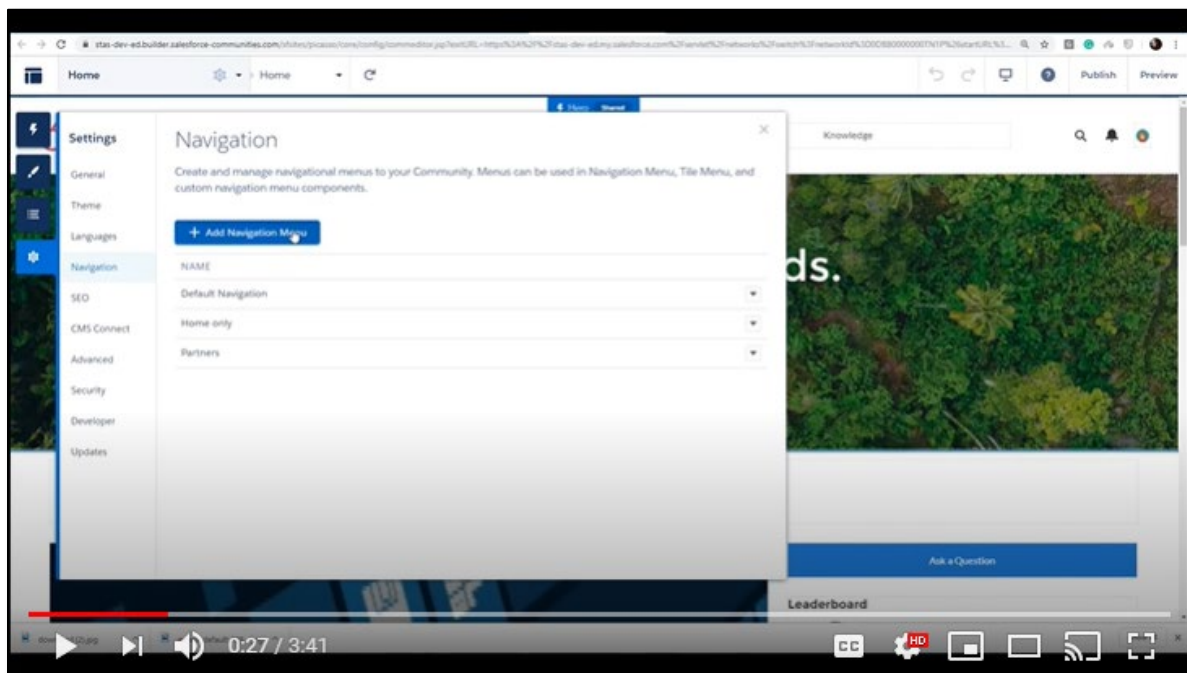 Home
Home
Publish
Preview
Hero
Shared
Settings
General
Theme
Languages
Navigation
SEO
CMS Connect
Advanced
Security
Developer
Updates
Navigation
Create and manage navigational menus to your Community. Menus can be used in Navigation Menu, Tile Menu, and
custom navigation menu components.
+ Add Navigation Menu
NAME
Default Navigation
Home only
Partners
Knowledge
ds.
Ask a Question
Leaderboard
0:27 / 3:41
CC
HD